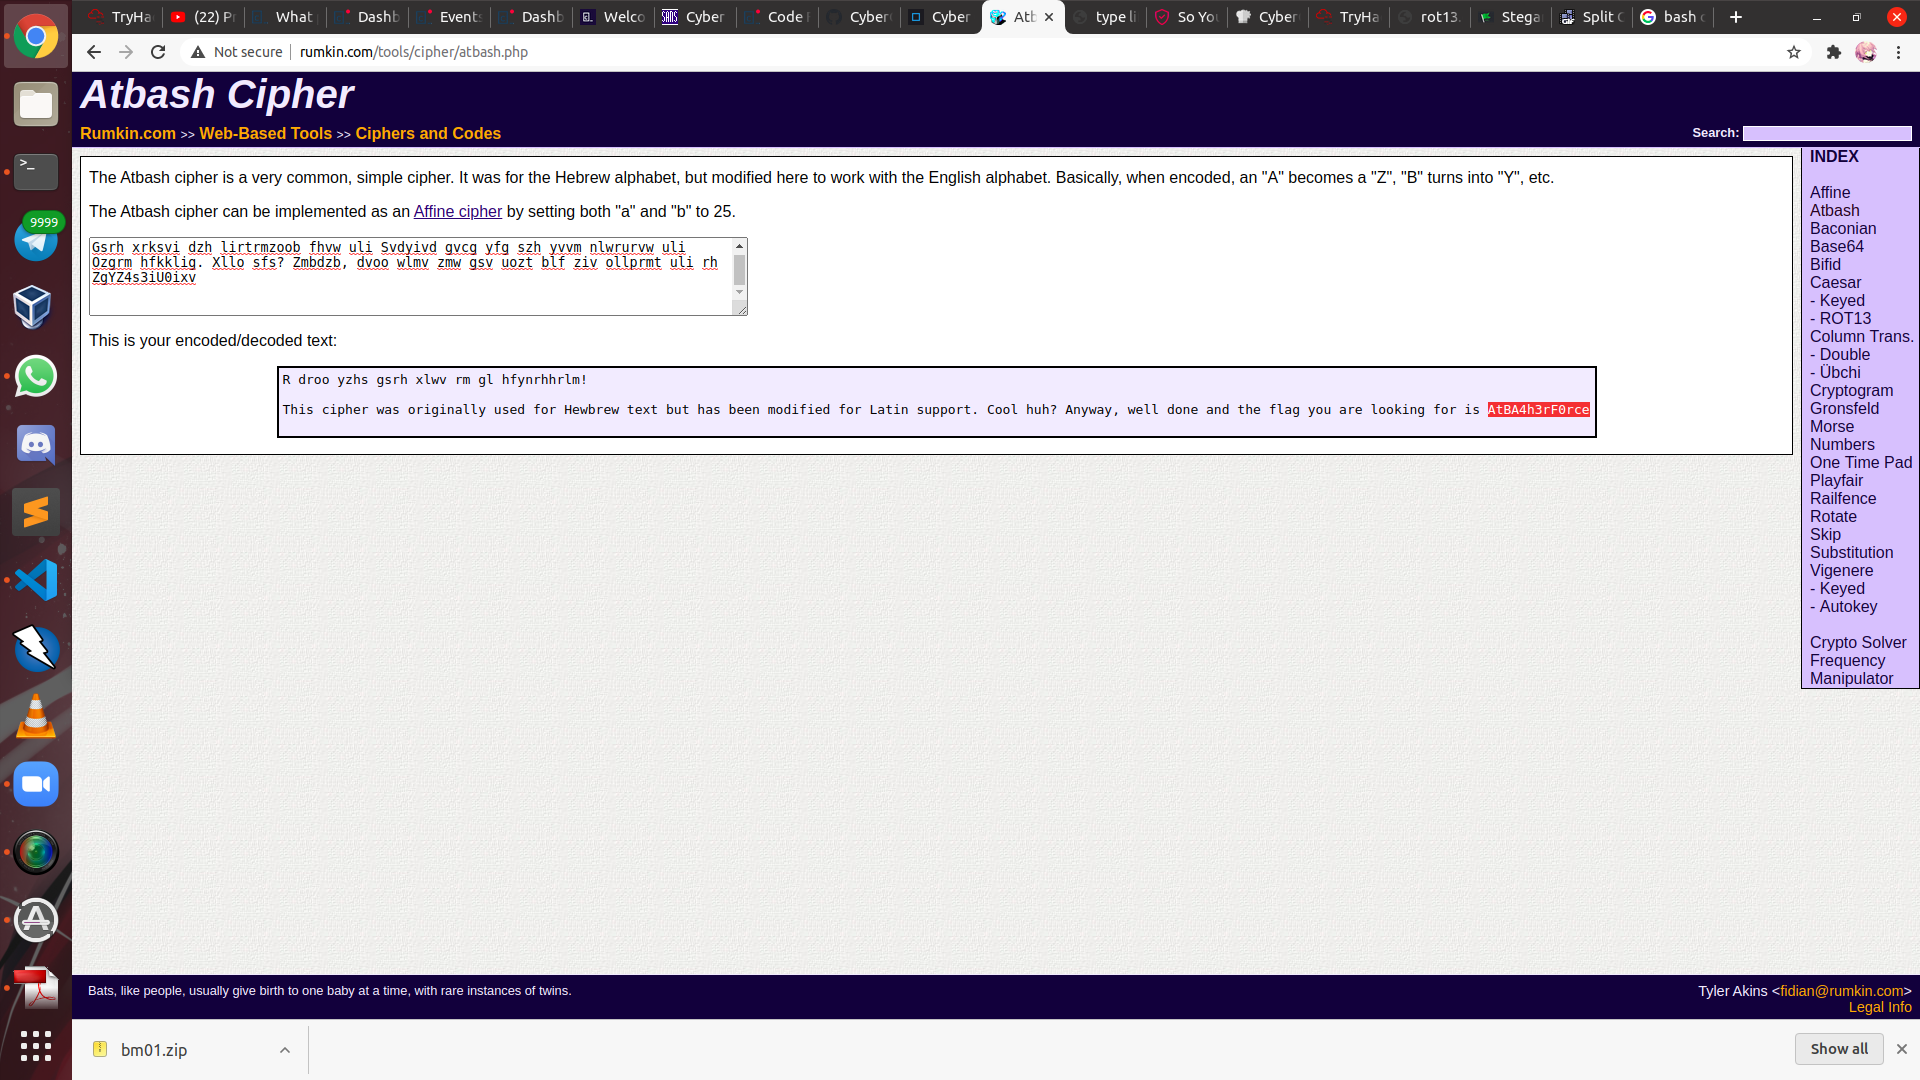 TryHa
(22) Pr
What
Dashb
Events
Dashb
Welco
Cyber
Code F
Cyber
Cyber
Atb
type li
So You
Cyber
TryHa
rot13.
Stega
Split G
bash c
Not secure
rumkin.com/tools/cipher/atbash.php
Atbash Cipher
Rumkin.com >> Web-Based Tools >> Ciphers and Codes
Search:
The Atbash cipher is a very common, simple cipher. It was for the Hebrew alphabet, but modified here to work with the English alphabet. Basically, when encoded, an "A" becomes a "Z", "B" turns into "Y", etc.
The Atbash cipher can be implemented as an Affine cipher by setting both "a" and "b" to 25.
Gsrh xrksvi dzh lirtrmzoob fhvw uli Svdyivd gvcg yfg szh yvvm nlwrurvw uli
Ozgrm hfkklig. Xllo sfs? Zmbdzb, dvoo wlmv zmw gsv uozt blf ziv ollprmt uli rh
ZgYZ4s3iU0ixv
This is your encoded/decoded text:
R droo yzhs gsrh xlwv rm gl hfynrhhrlm!
This cipher was originally used for Hewbrew text but has been modified for Latin support. Cool huh? Anyway, well done and the flag you are looking for is AtBA4h3rF0rce
INDEX
Affine
Atbash
Baconian
Base64
Bifid
Caesar
- Keyed
- ROT13
Column Trans.
- Double
- Übchi
Cryptogram
Gronsfeld
Morse
Numbers
One Time Pad
Playfair
Railfence
Rotate
Skip
Substitution
Vigenere
- Keyed
- Autokey
Crypto Solver
Frequency
Manipulator
9999
Bats, like people, usually give birth to one baby at a time, with rare instances of twins.
Tyler Akins <fidian@rumkin.com>
Legal Info
bm01.zip
Show all